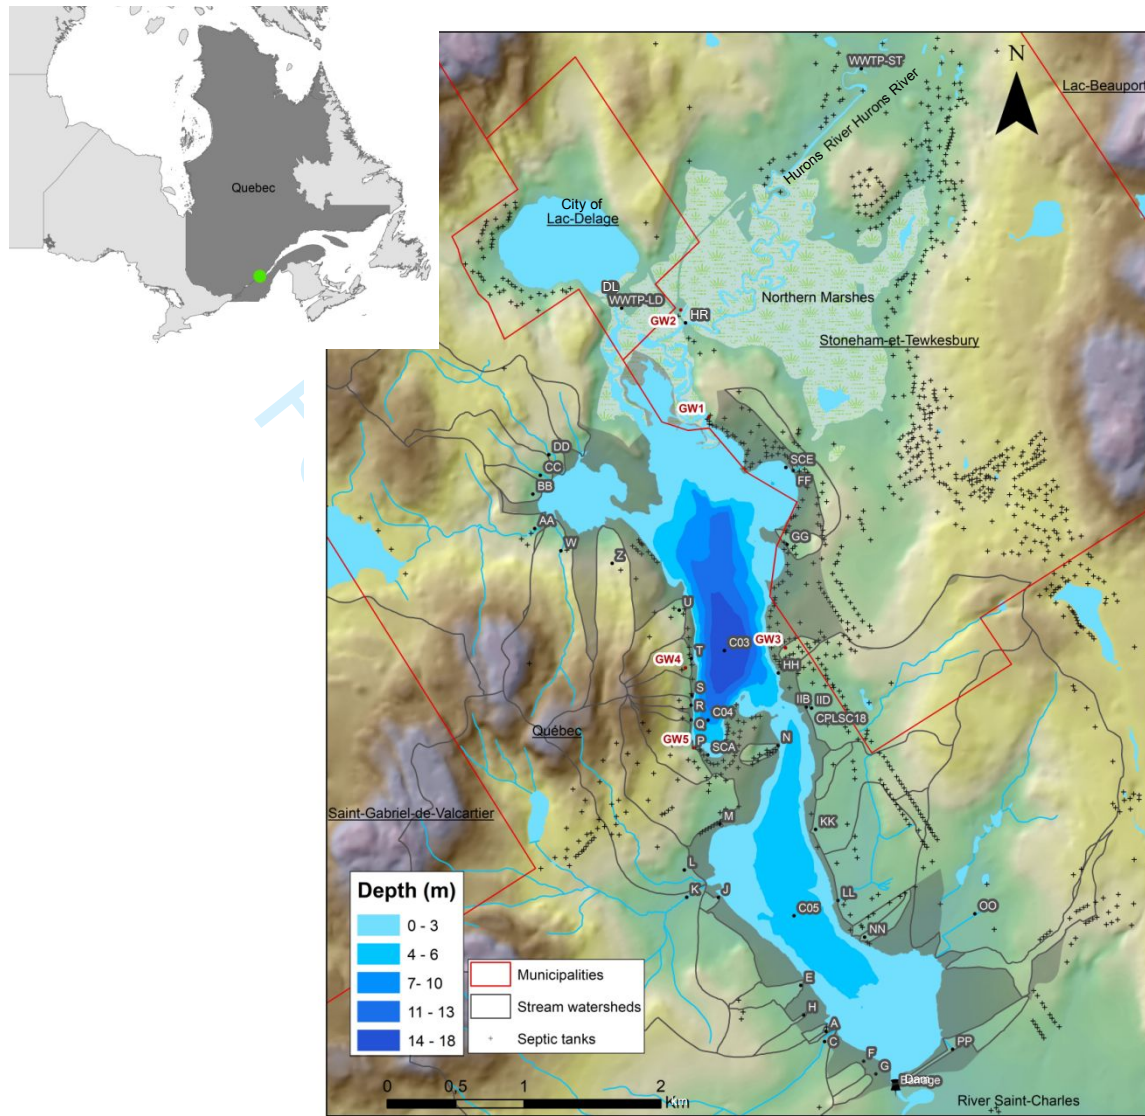 Quebec
WWTP-ST
N
Lac-Beauport
Hurons River Hurons River
City of
Lac-Delage
DL
WWTP-LD
GW2
HR
Northern Marshes
Stoneham-et-Tewkesbury
GW1
DD
CC
BB
SCE
FF
AA
W
Z
GG
U
T
C03
GW3
GW4
HH
S
R
IIB
IID
Q
C04
CPLSC18
Québec
GW5
P
SCA
N
Saint-Gabriel-de-Valcartier
M
KK
L
K
J
LL
C05
OO
NN
Depth (m)
0 - 3
4 - 6
7- 10
11 - 13
14 - 18
Municipalities
Stream watersheds
Septic tanks
E
H
A
C
F
G
PP
0
0.5
1
2
Km
River Saint-Charles